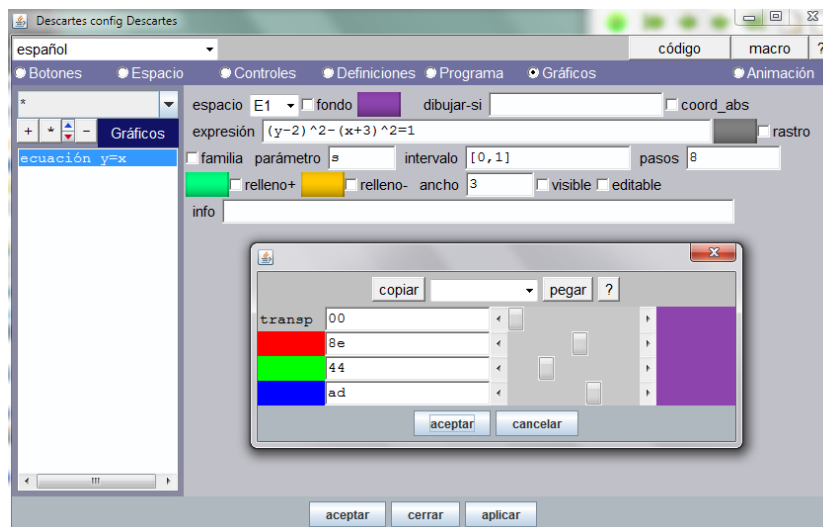 Descartes config Descartes
español código macro ?
Botones Espacio Controles Definiciones Programa Gráficos Animación
* espacio E1 fondo dibujar-si coord_abs
+ * - Gráficos expresión (y-2)^2-(x+3)^2=1 rastro
ecuación y=x familia parámetro s intervalo [0,1] pasos 8
relleno+ relleno- ancho 3 visible editable
info
copiar pegar ?
transp 00
8e
44
ad
aceptar cancelar
aceptar cerrar aplicar